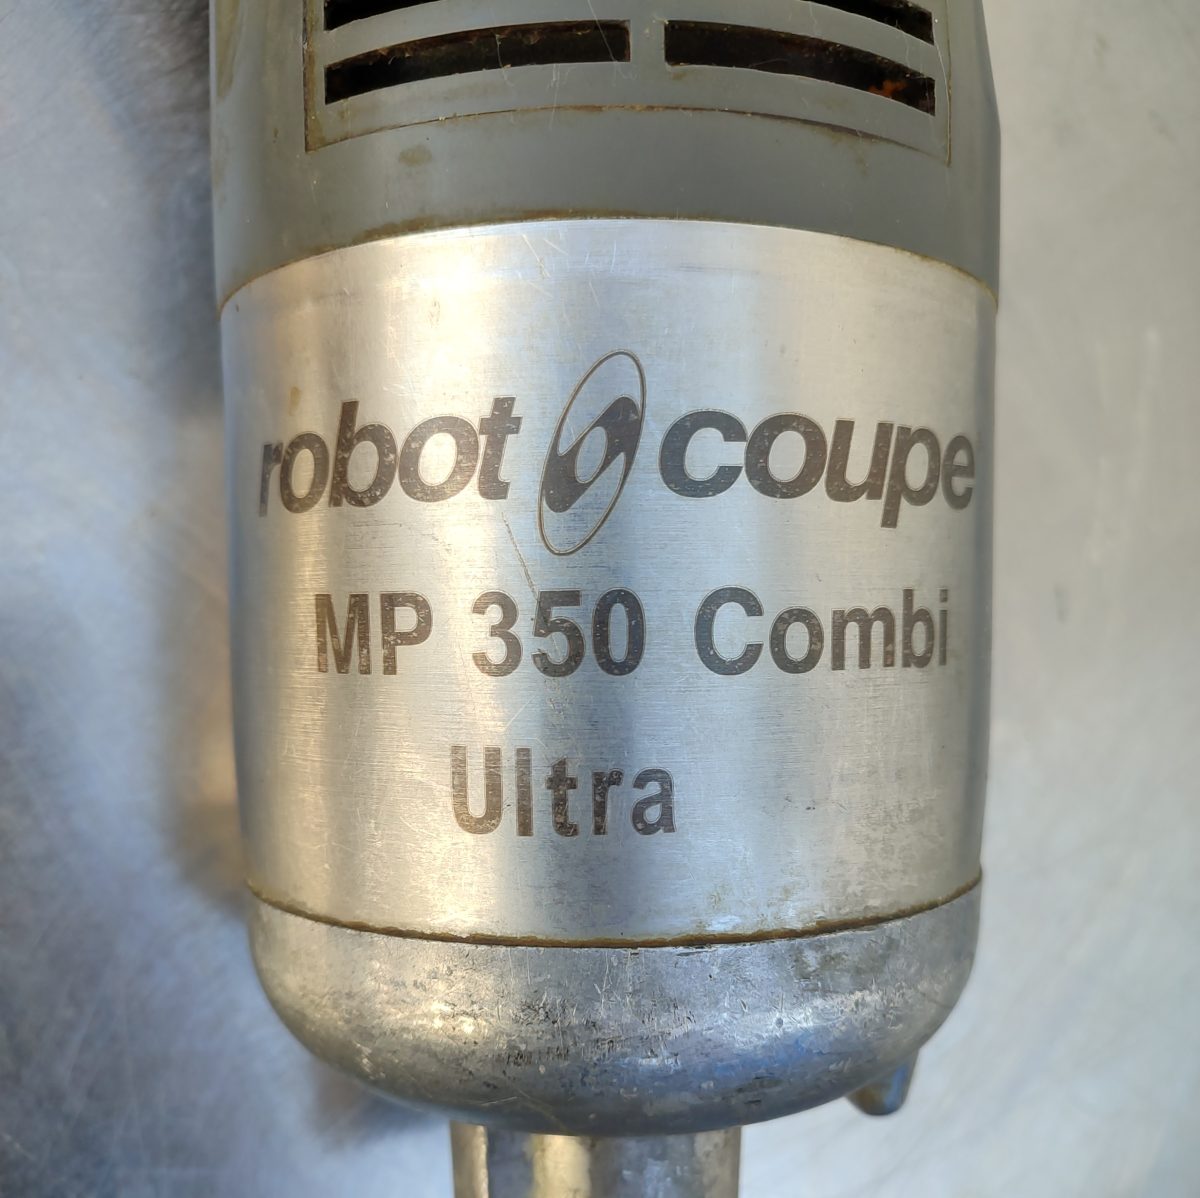 robot coupe
MP 350 Combi
Ultra